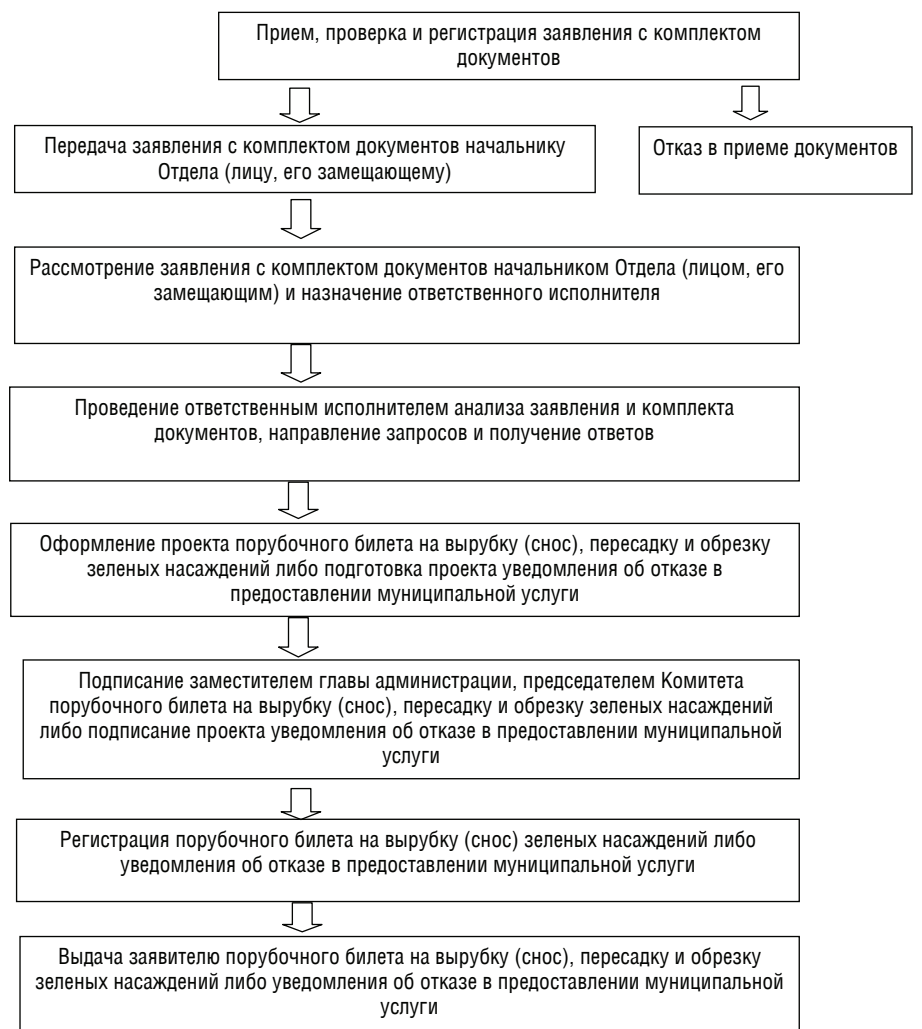 Прием, проверка и регистрация заявления с комплектом
документов
Передача заявления с комплектом документов начальнику
Отдела (лицу, его замещающему)
Отказ в приеме документов
Рассмотрение заявления с комплектом документов начальником Отдела (лицом, его
замещающим) и назначение ответственного исполнителя
Проведение ответственным исполнителем анализа заявления и комплекта
документов, направление запросов и получение ответов
Оформление проекта порубочного билета на вырубку (снос), пересадку и обрезку
зеленых насаждений либо подготовка проекта уведомления об отказе в
предоставлении муниципальной услуги
Подписание заместителем главы администрации, председателем Комитета
порубочного билета на вырубку (снос), пересадку и обрезку зеленых насаждений
либо подписание проекта уведомления об отказе в предоставлении муниципальной
услуги
Регистрация порубочного билета на вырубку (снос) зеленых насаждений либо
уведомления об отказе в предоставлении муниципальной услуги
Выдача заявителю порубочного билета на вырубку (снос), пересадку и обрезку
зеленых насаждений либо уведомления об отказе в предоставлении муниципальной
услуги